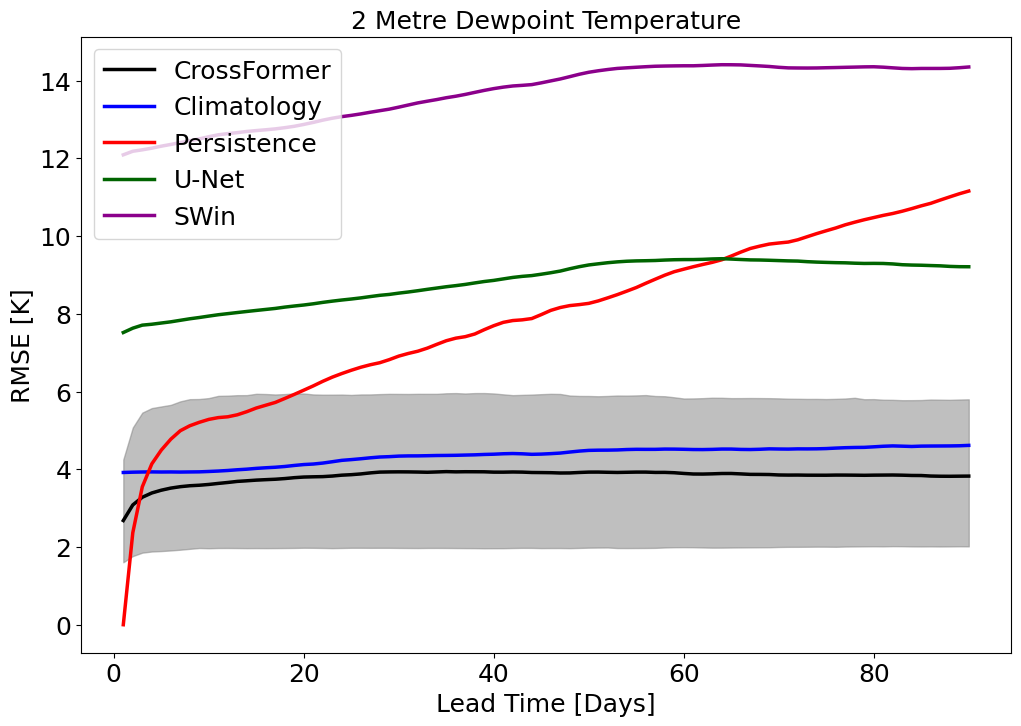 2 Metre Dewpoint Temperature
CrossFormer
Climatology
Persistence
U-Net
SWin
RMSE [K]
14
12
10
8
6
4
2
0
0 20 40 60 80
Lead Time [Days]